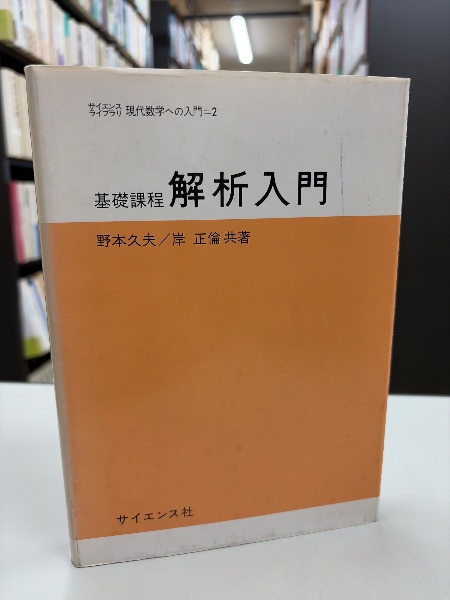 サイエンス
ライブラリ 現代数学への入門=2
基礎課程 解析入門
野本久夫/岸 正倫 共著
サイエンス社